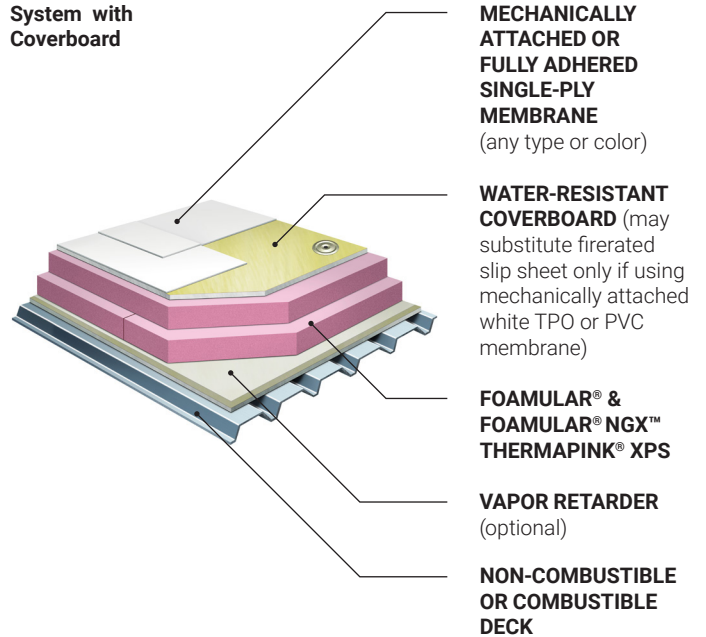 System with
Coverboard
MECHANICALLY
ATTACHED OR
FULLY ADHERED
SINGLE-PLY
MEMBRANE
(any type or color)
WATER-RESISTANT
COVERBOARD (may
substitute firerated
slip sheet only if using
mechanically attached
white TPO or PVC
membrane)
FOAMULAR® &
FOAMULAR® NGX™
THERMAPINK® XPS
VAPOR RETARDER
(optional)
NON-COMBUSTIBLE
OR COMBUSTIBLE
DECK